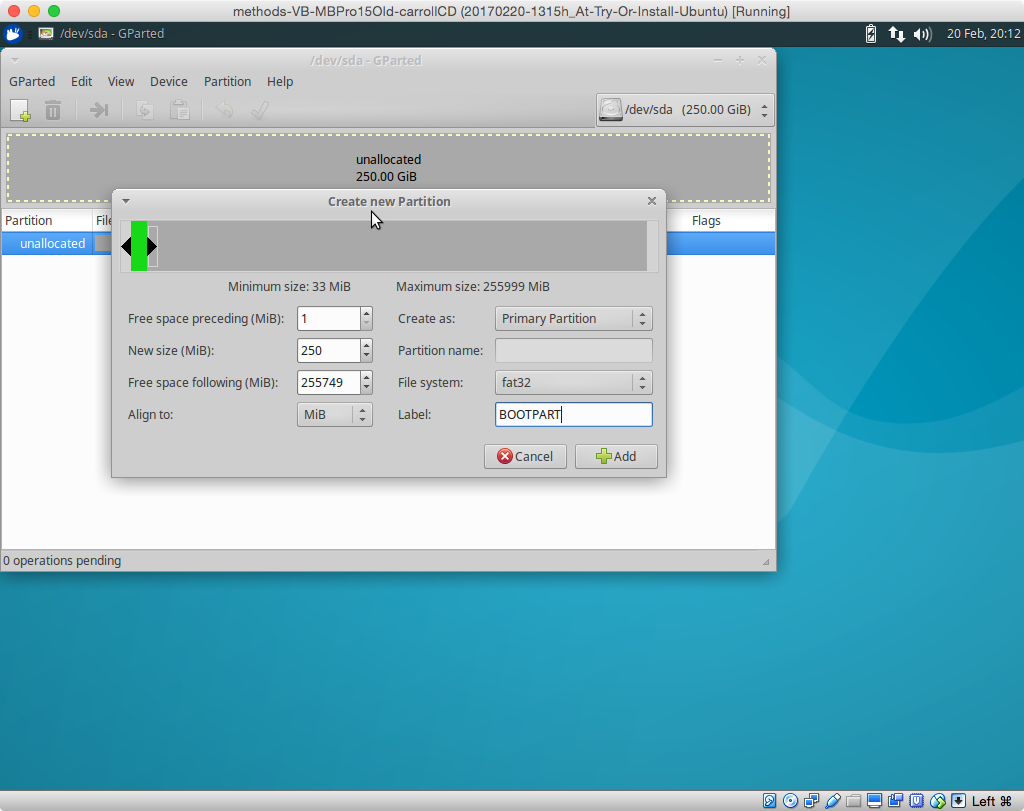 methods-VB-MBPro15Old-carrollCD (20170220-1315h_At-Try-Or-Install-Ubuntu) [Running]
/dev/sda - GParted
20 Feb, 20:12
/dev/sda - GParted
GParted Edit View Device Partition Help
/dev/sda (250.00 GiB)
unallocated
250.00 GiB
Partition
File
Flags
unallocated
Create new Partition
Minimum size: 33 MiB
Maximum size: 255999 MiB
Free space preceding (MiB): 1
Create as: Primary Partition
New size (MiB): 250
Partition name:
Free space following (MiB): 255749
File system: fat32
Align to: MiB
Label: BOOTPART
Cancel
Add
0 operations pending
Left ⌘